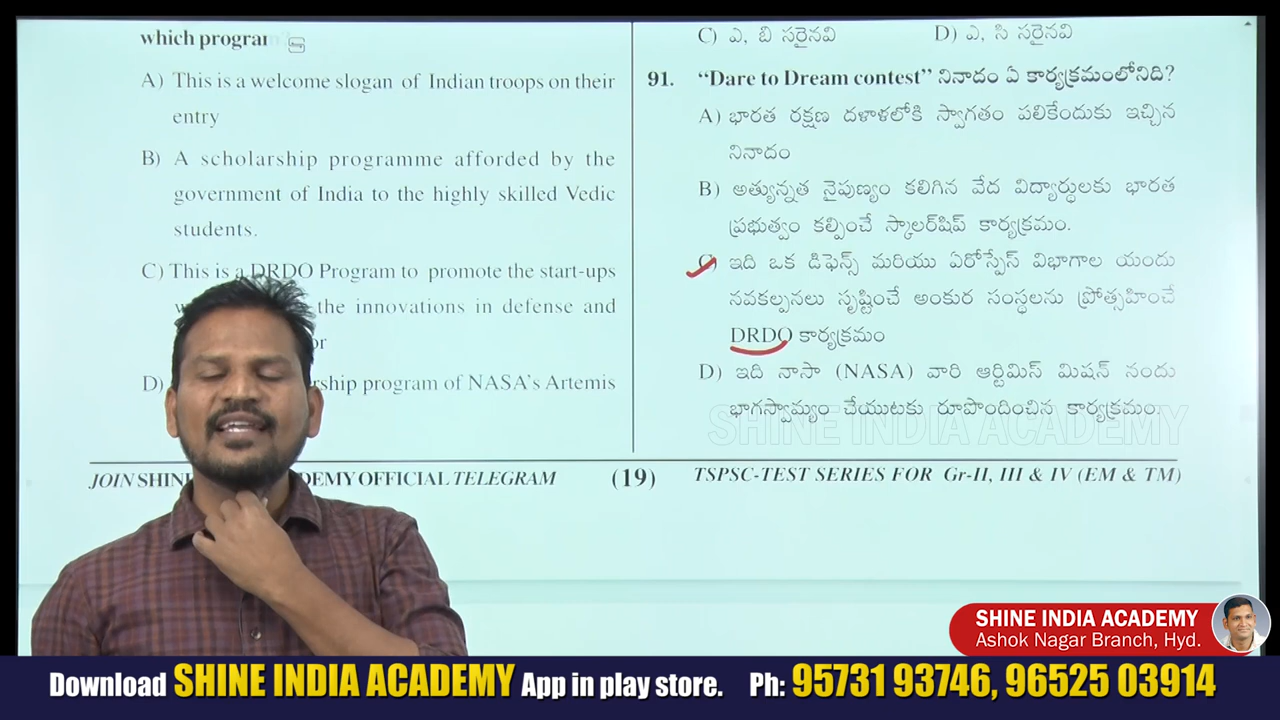 which program
A) This is a welcome slogan of Indian troops on their
entry
B) A scholarship programme afforded by the
government of India to the highly skilled Vedic
students.
C) This is a DRDO Program to promote the start-ups
the innovations in defense and
D) program of NASA's Artemis
C) ఎ, బి సరైనవి D) ఎ, సి సరైనవి
91. "Dare to Dream contest" నినాదం ఏ కార్యక్రమంలోనిది?
A) భారత రక్షణ దళాళలోకి స్వాగతం పలికేందుకు ఇచ్చిన
నినాదం
B) అత్యున్నత నైపుణ్యం కలిగిన వేద విద్యార్థులకు భారత
ప్రభుత్వం కల్పించే స్కాలర్‌షిప్ కార్యక్రమం.
C) ఇది ఒక డిఫెన్స్ మరియు ఏరోస్పేస్ విభాగాల యందు
నవకల్పనలు సృష్టించే అంకుర సంస్థలను ప్రోత్సహించే
DRDO కార్యక్రమం
D) ఇది నాసా (NASA) వారి ఆర్టిమిస్ మిషన్ నందు
భాగస్వామ్యం చేయుటకు రూపొందించిన కార్యక్రమం.
SHINE INDIA ACADEMY
JOIN SHIN DEMY OFFICIAL TELEGRAM (19) TSPSC-TEST SERIES FOR Gr-II, III & IV (EM & TM)
SHINE INDIA ACADEMY
Ashok Nagar Branch, Hyd.
Download SHINE INDIA ACADEMY App in play store. Ph: 95731 93746, 96525 03914